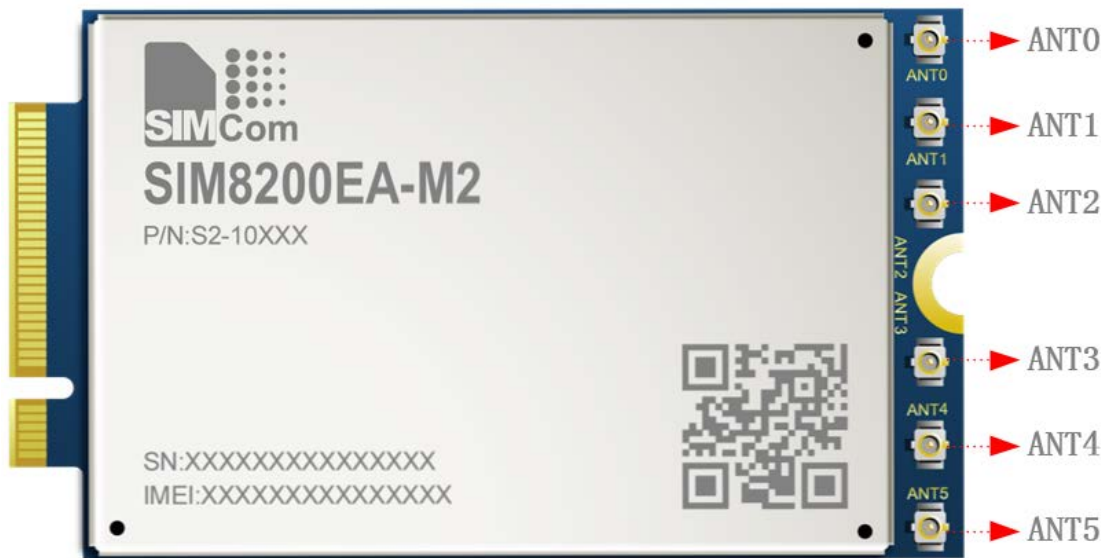 ANT0
ANT0
ANT1
ANT1
SIMCom
SIM8200EA-M2
ANT2
P/N:S2-10XXX
ANT2
ANT3
ANT3
ANT4
ANT4
SN:XXXXXXXXXXXXXXX
IMEI:XXXXXXXXXXXXXXX
ANT5
ANT5